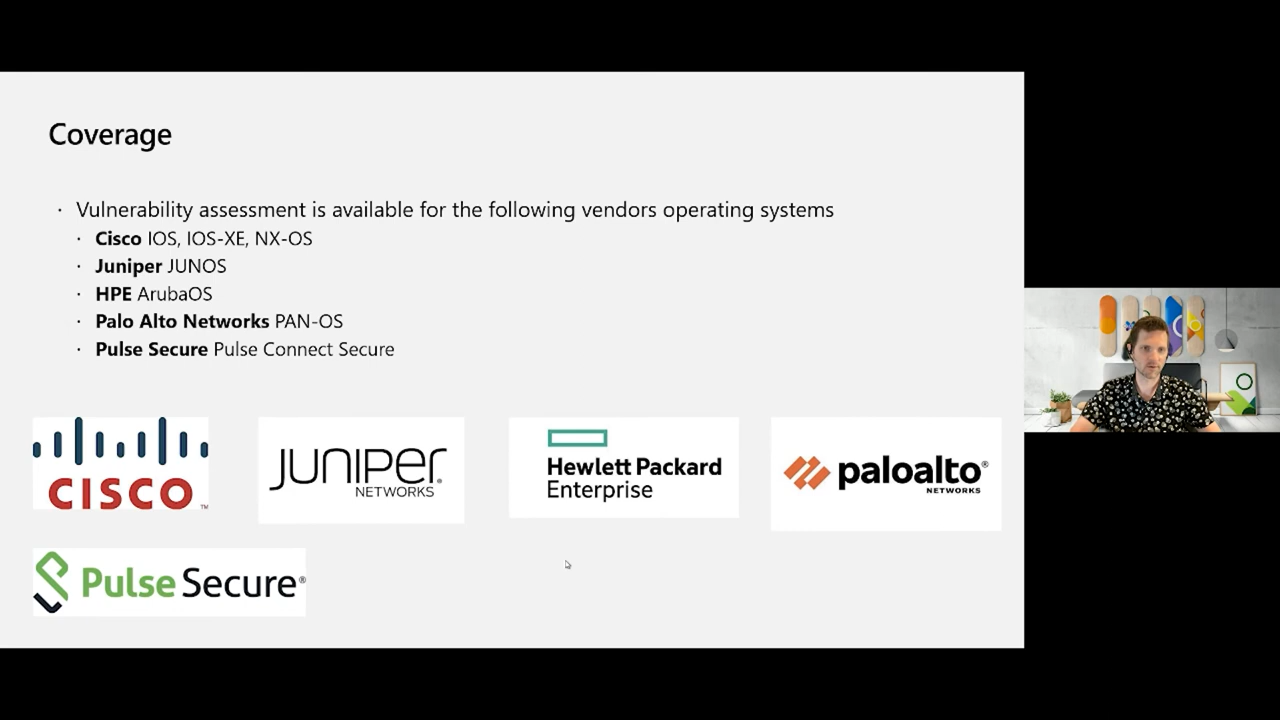 Coverage
· Vulnerability assessment is available for the following vendors operating systems
· Cisco IOS, IOS-XE, NX-OS
· Juniper JUNOS
· HPE ArubaOS
· Palo Alto Networks PAN-OS
· Pulse Secure Pulse Connect Secure
CISCO™
JUNIPEr®
NETWORKS
Hewlett Packard
Enterprise
paloalto®
NETWORKS
Pulse Secure®